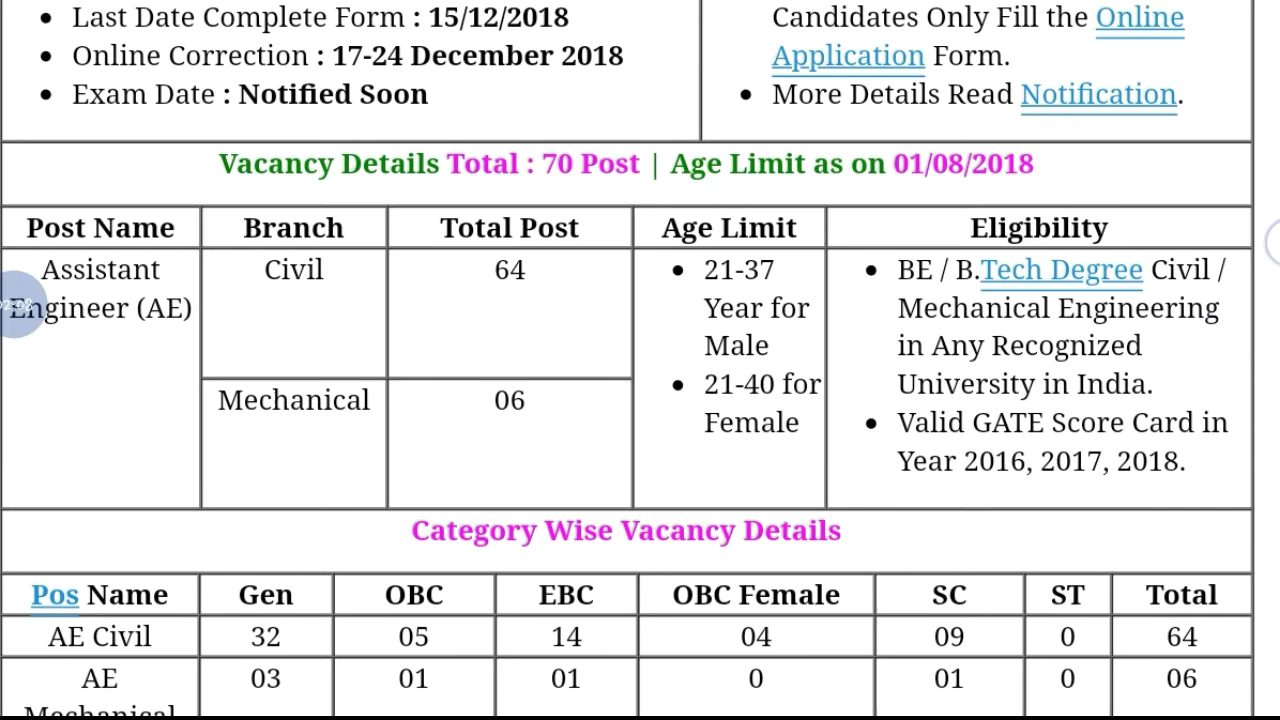 Last Date Complete Form : 15/12/2018
Online Correction : 17-24 December 2018
Exam Date : Notified Soon
Candidates Only Fill the Online
Application Form.
More Details Read Notification.
Vacancy Details Total : 70 Post | Age Limit as on 01/08/2018
Post Name Branch Total Post Age Limit Eligibility
Assistant
Engineer (AE)
Civil
64
Mechanical
06
21-37
Year for
Male
21-40 for
Female
BE / B.Tech Degree Civil /
Mechanical Engineering
in Any Recognized
University in India.
Valid GATE Score Card in
Year 2016, 2017, 2018.
Category Wise Vacancy Details
Pos Name Gen OBC EBC OBC Female SC ST Total
AE Civil 32 05 14 04 09 0 64
AE 03 01 01 0 01 0 06
Mechanical